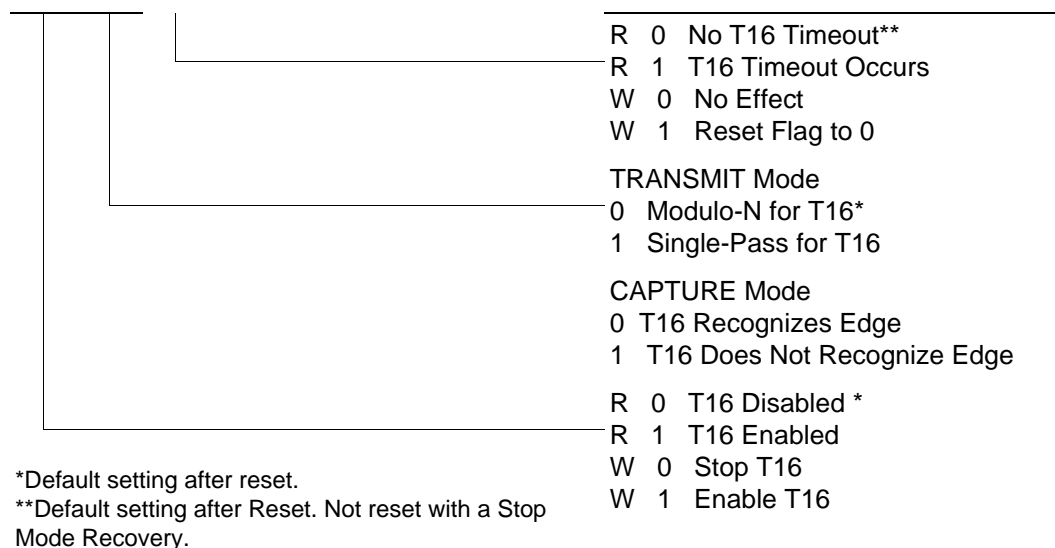 R 0 No T16 Timeout**
R 1 T16 Timeout Occurs
W 0 No Effect
W 1 Reset Flag to 0
TRANSMIT Mode
0 Modulo-N for T16*
1 Single-Pass for T16
CAPTURE Mode
0 T16 Recognizes Edge
1 T16 Does Not Recognize Edge
R 0 T16 Disabled *
R 1 T16 Enabled
W 0 Stop T16
W 1 Enable T16
*Default setting after reset.
**Default setting after Reset. Not reset with a Stop
Mode Recovery.